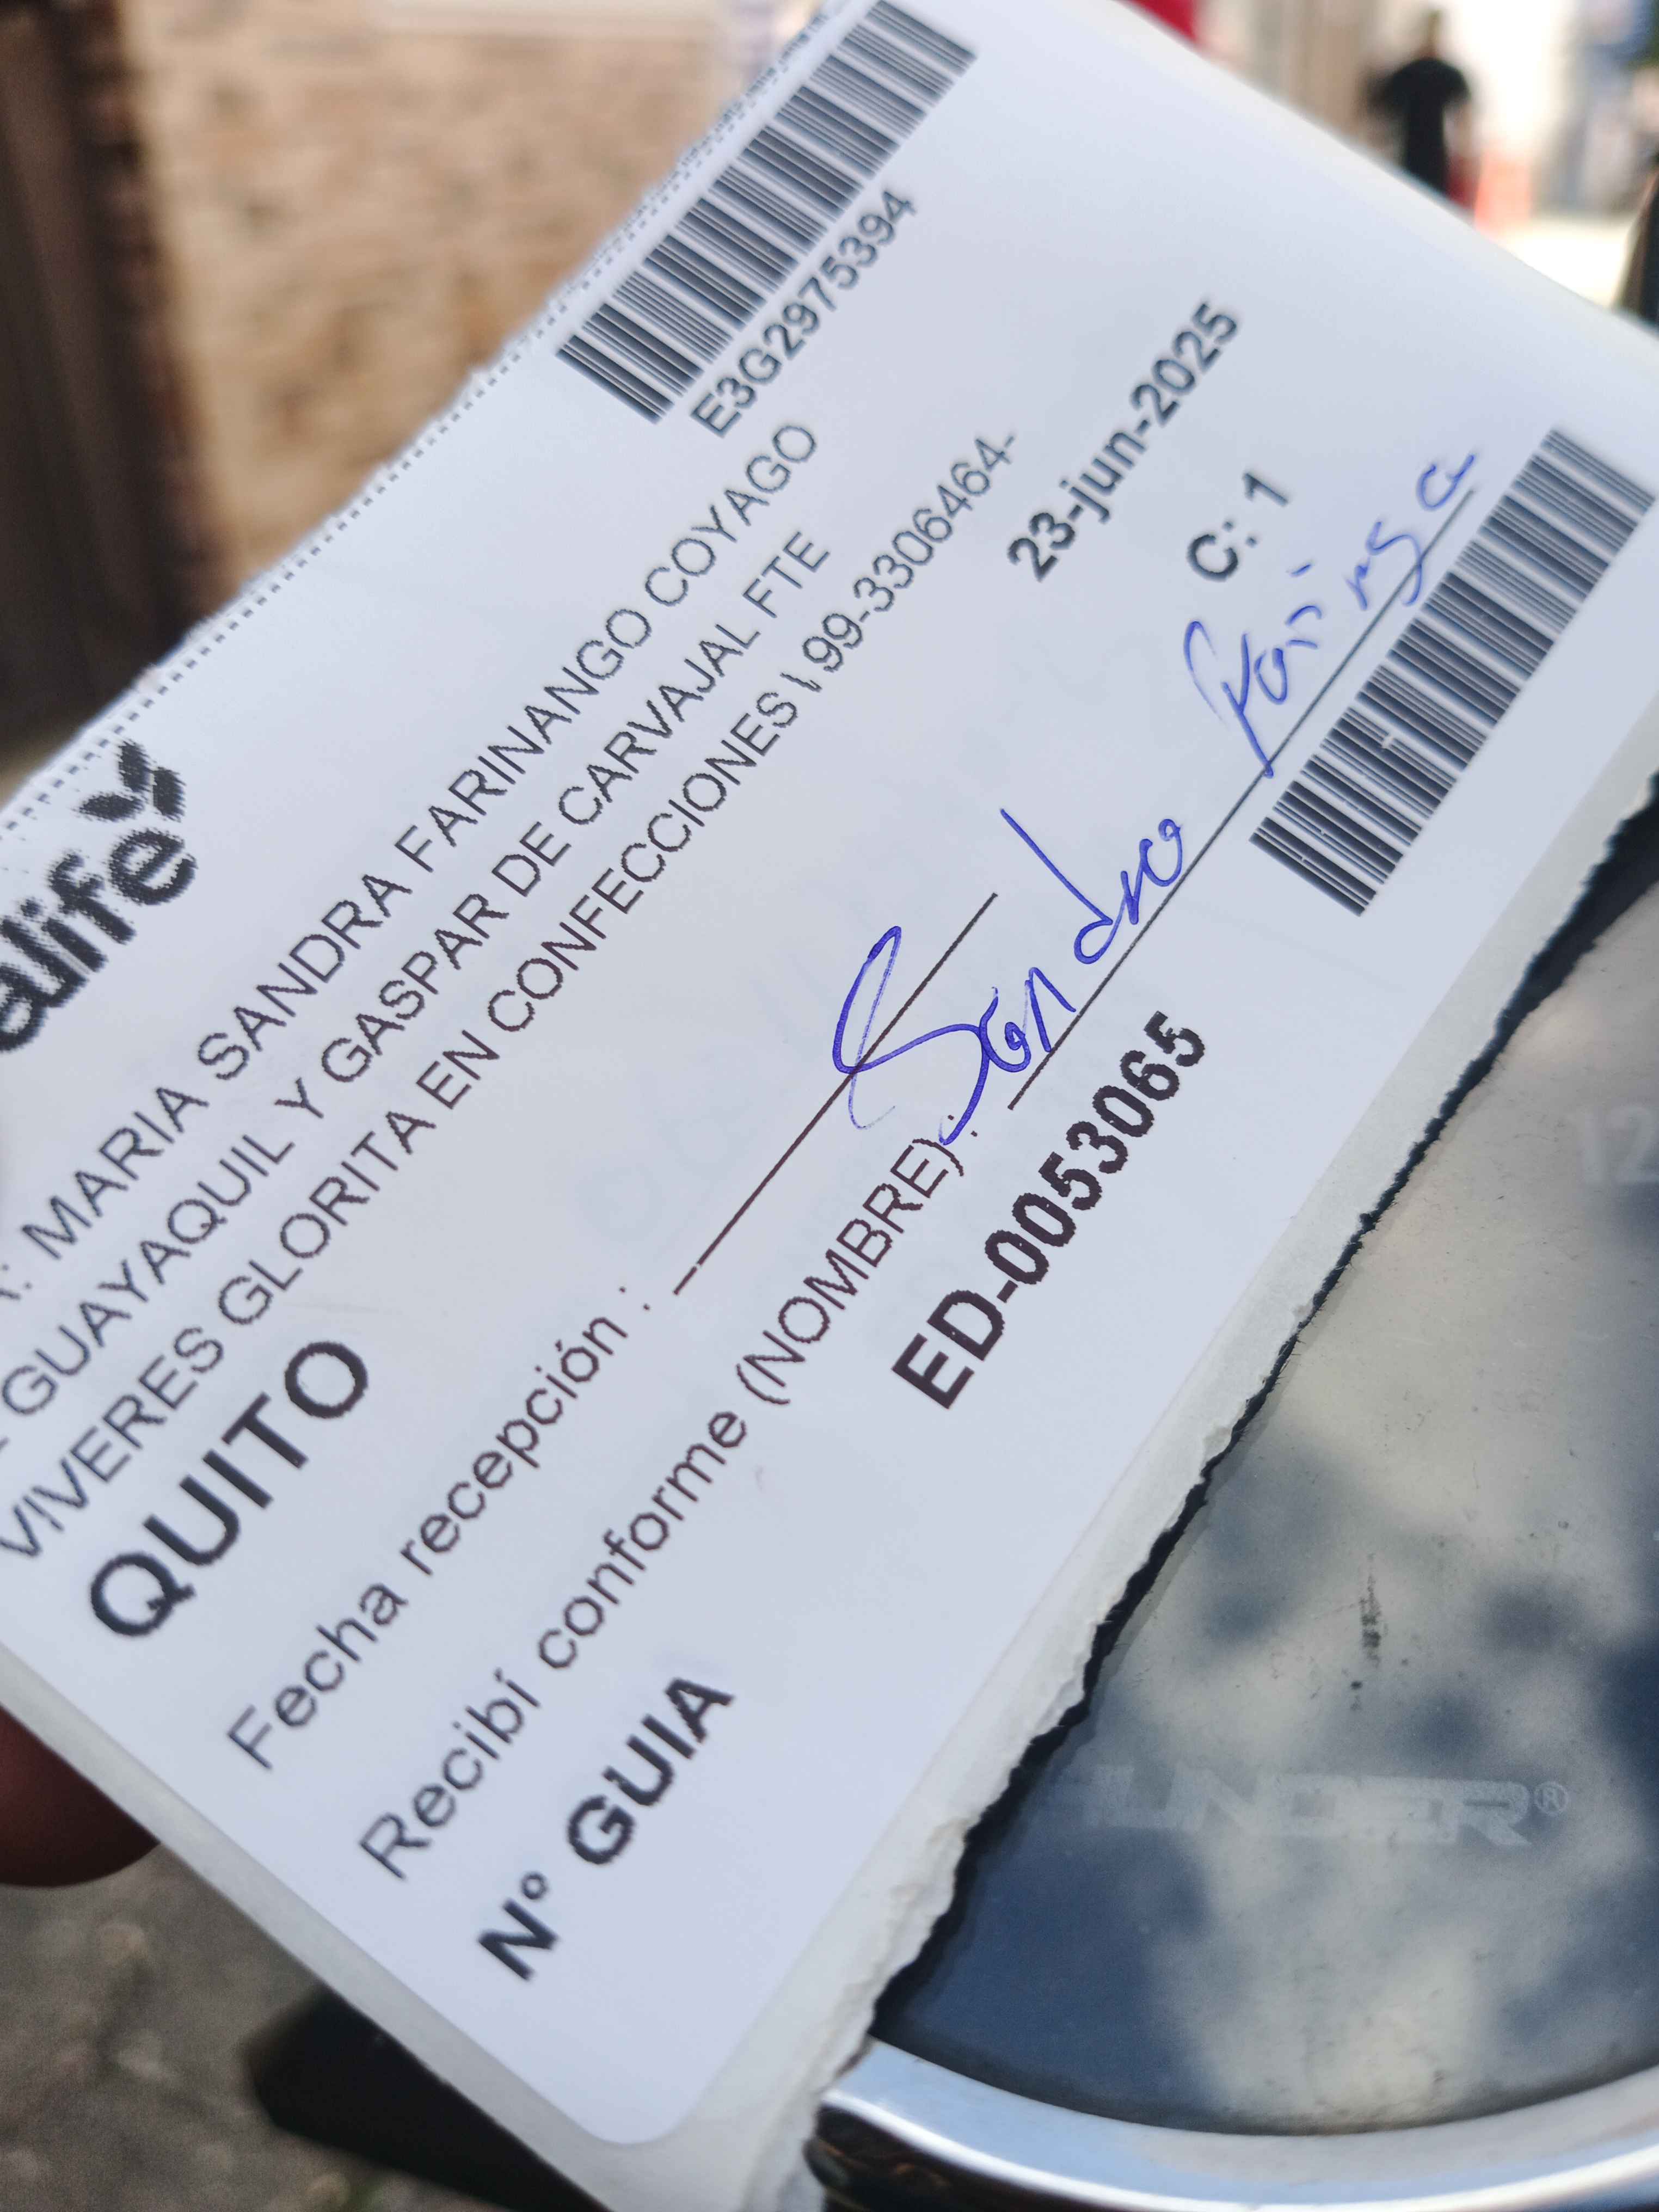 alife
E3G2975394
: MARIA SANDRA FARINANGO COYAGO
GUAYAQUIL Y GASPAR DE CARVAJAL FTE
VIVERES GLORITA EN CONFECCIONES I 99-3306464-
QUITO
23-jun-2025
Fecha recepción :
C: 1
Recibí conforme (NOMBRE): Sandra
Nº GUIA
ED-0053065